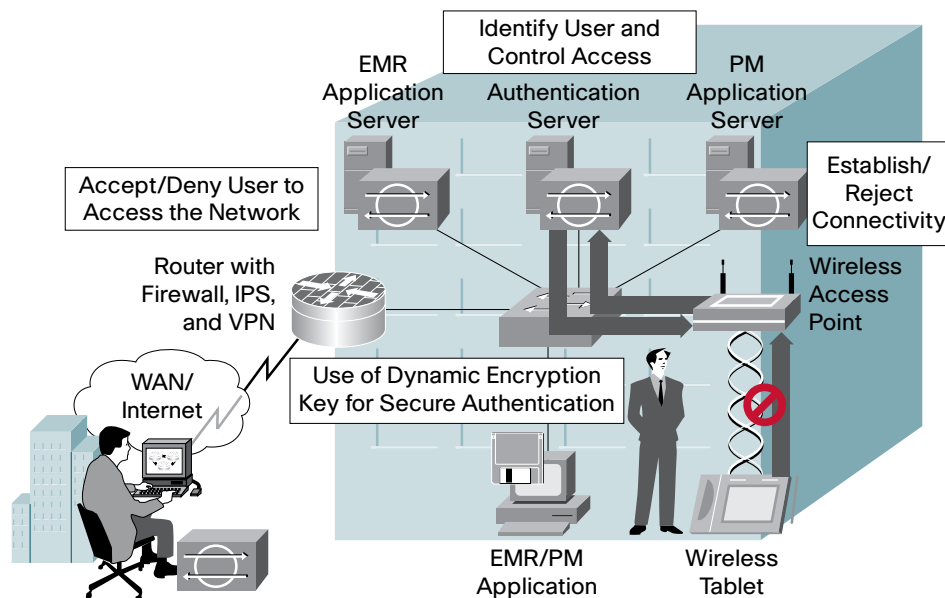 Identify User and
Control Access
EMR
Application
Server
Authentication
Server
PM
Application
Server
Accept/Deny User to
Access the Network
Establish/
Reject
Connectivity
Router with
Firewall, IPS,
and VPN
Wireless
Access
Point
WAN/
Internet
Use of Dynamic Encryption
Key for Secure Authentication
EMR/PM
Application
Wireless
Tablet